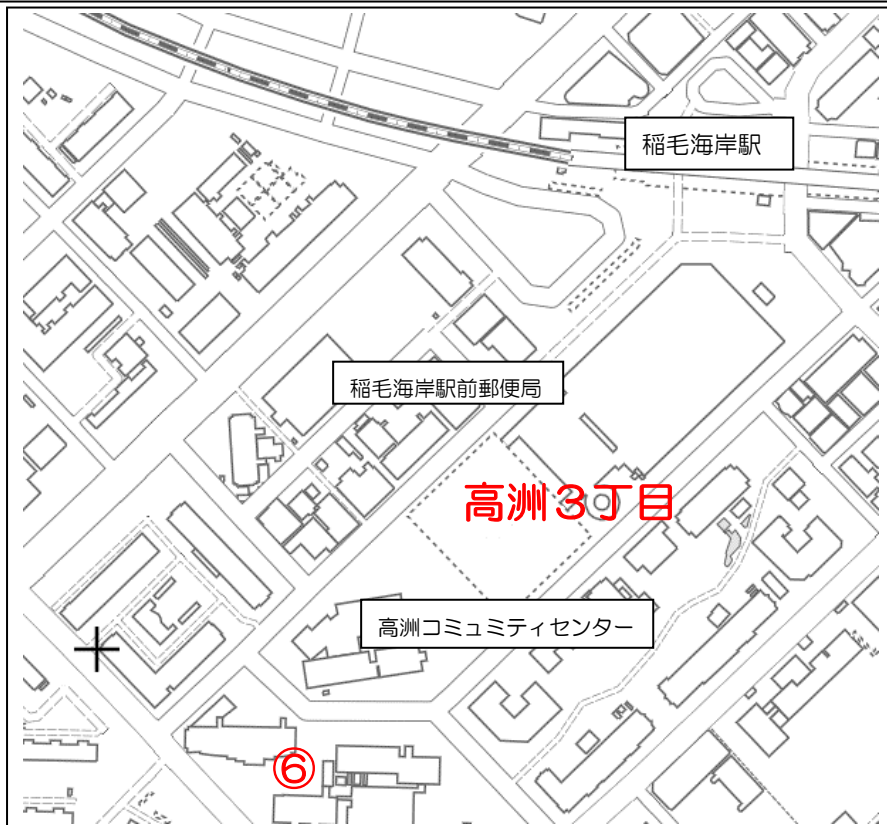 稲毛海岸駅
稲毛海岸駅前郵便局
高洲3丁目
高洲コミュミティセンター
⑥